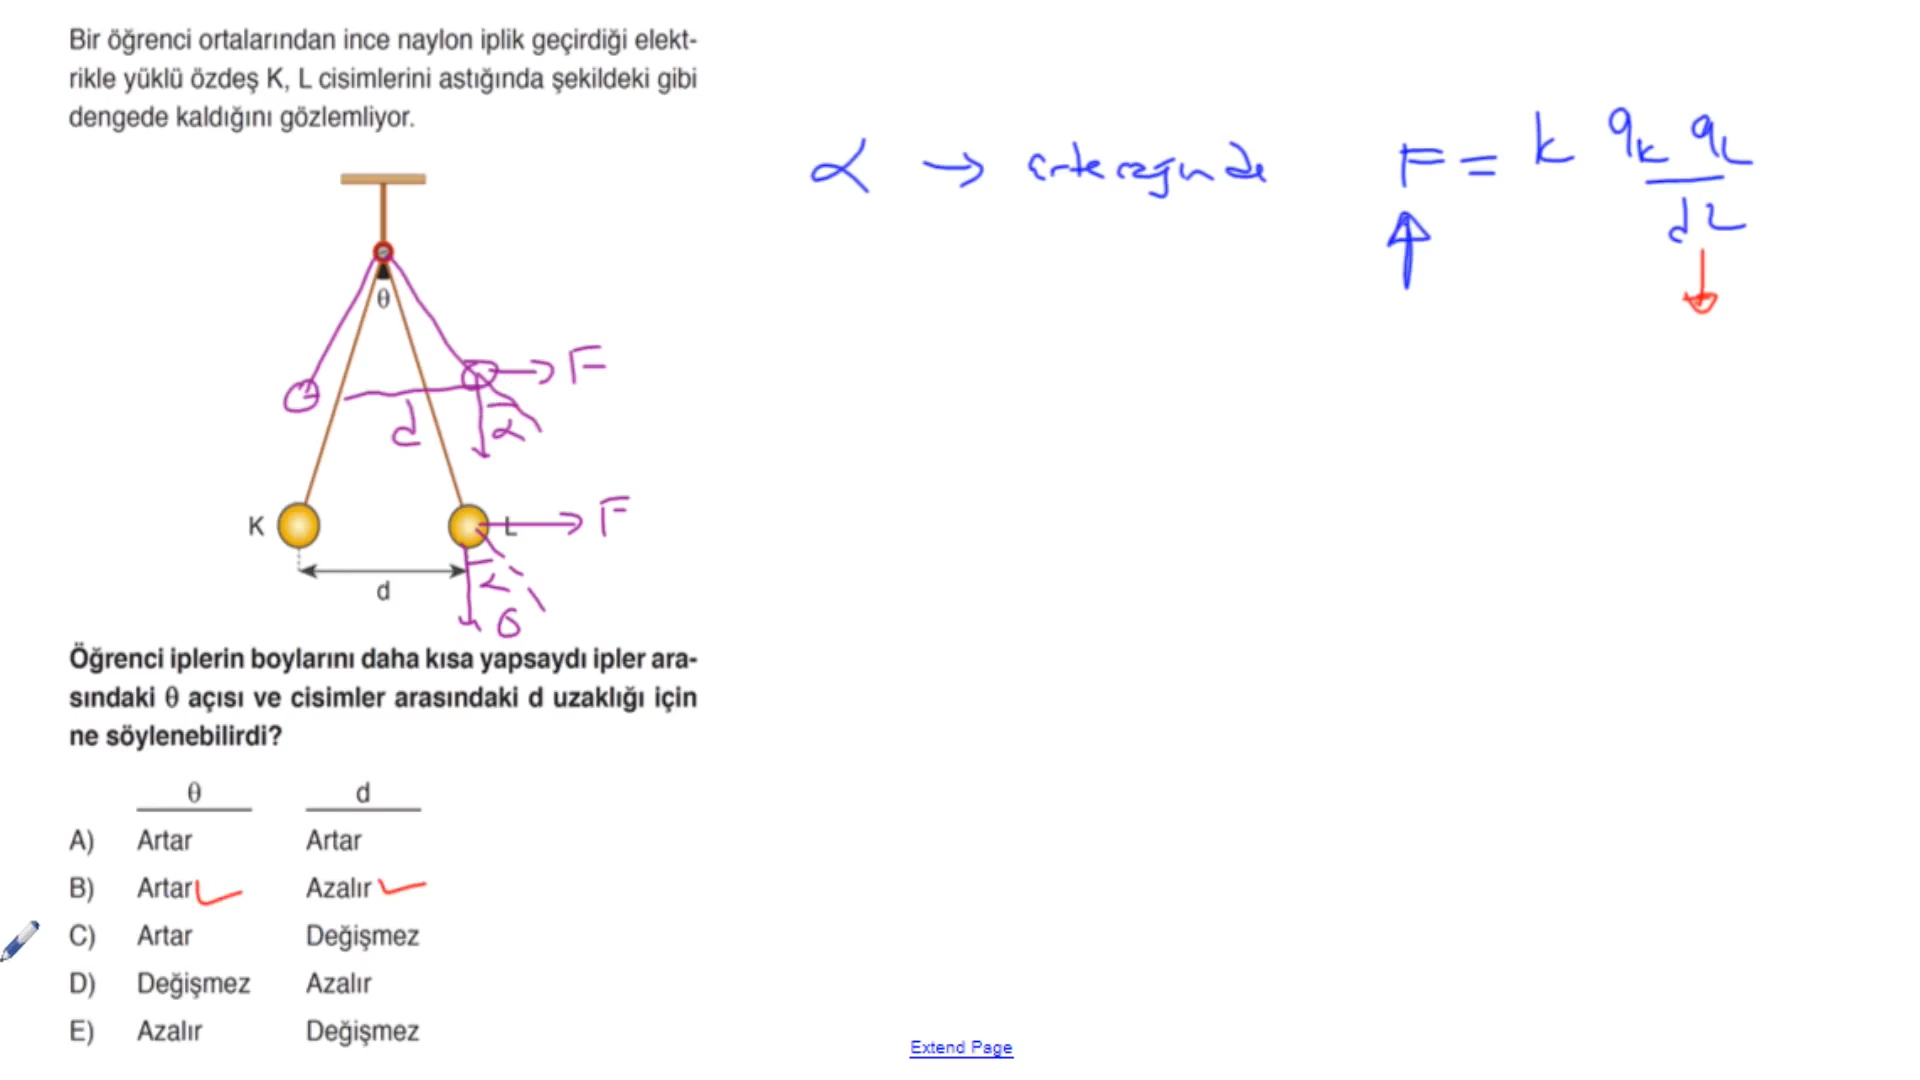 Bir öğrenci ortalarından ince naylon iplik geçirdiği elekt-
rikle yüklü özdeş K, L cisimlerini astığında şekildeki gibi
dengede kaldığını gözlemliyor.
α → artacağında F = k qK qL
d2
θ
F
d
α
K
L
F
d
α
G
Öğrenci iplerin boylarını daha kısa yapsaydı ipler ara-
sındaki θ açısı ve cisimler arasındaki d uzaklığı için
ne söylenebilirdi?
θ d
A) Artar Artar
B) Artar Azalır
C) Artar Değişmez
D) Değişmez Azalır
E) Azalır Değişmez
Extend Page